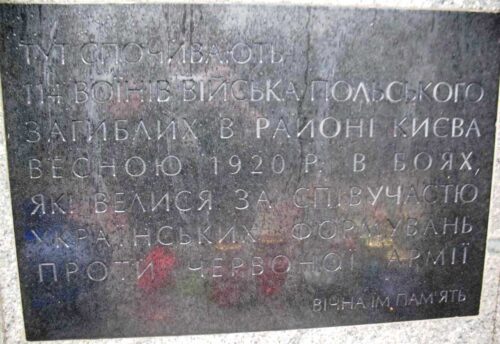 ТУТ СПОЧИВАЮТЬ
114 ВОЇНІВ ВІЙСЬКА ПОЛЬСЬКОГО
ЗАГИБЛИХ В РАЙОНІ КИЄВА
ВЕСНОЮ 1920 Р. В БОЯХ,
ЯКІ ВЕЛИСЯ ЗА СПІВУЧАСТЮ
УКРАЇНСЬКИХ ФОРМУВАНЬ
ПРОТИ ЧЕРВОНОЇ АРМІЇ
ВІЧНА ЇМ ПАМ'ЯТЬ